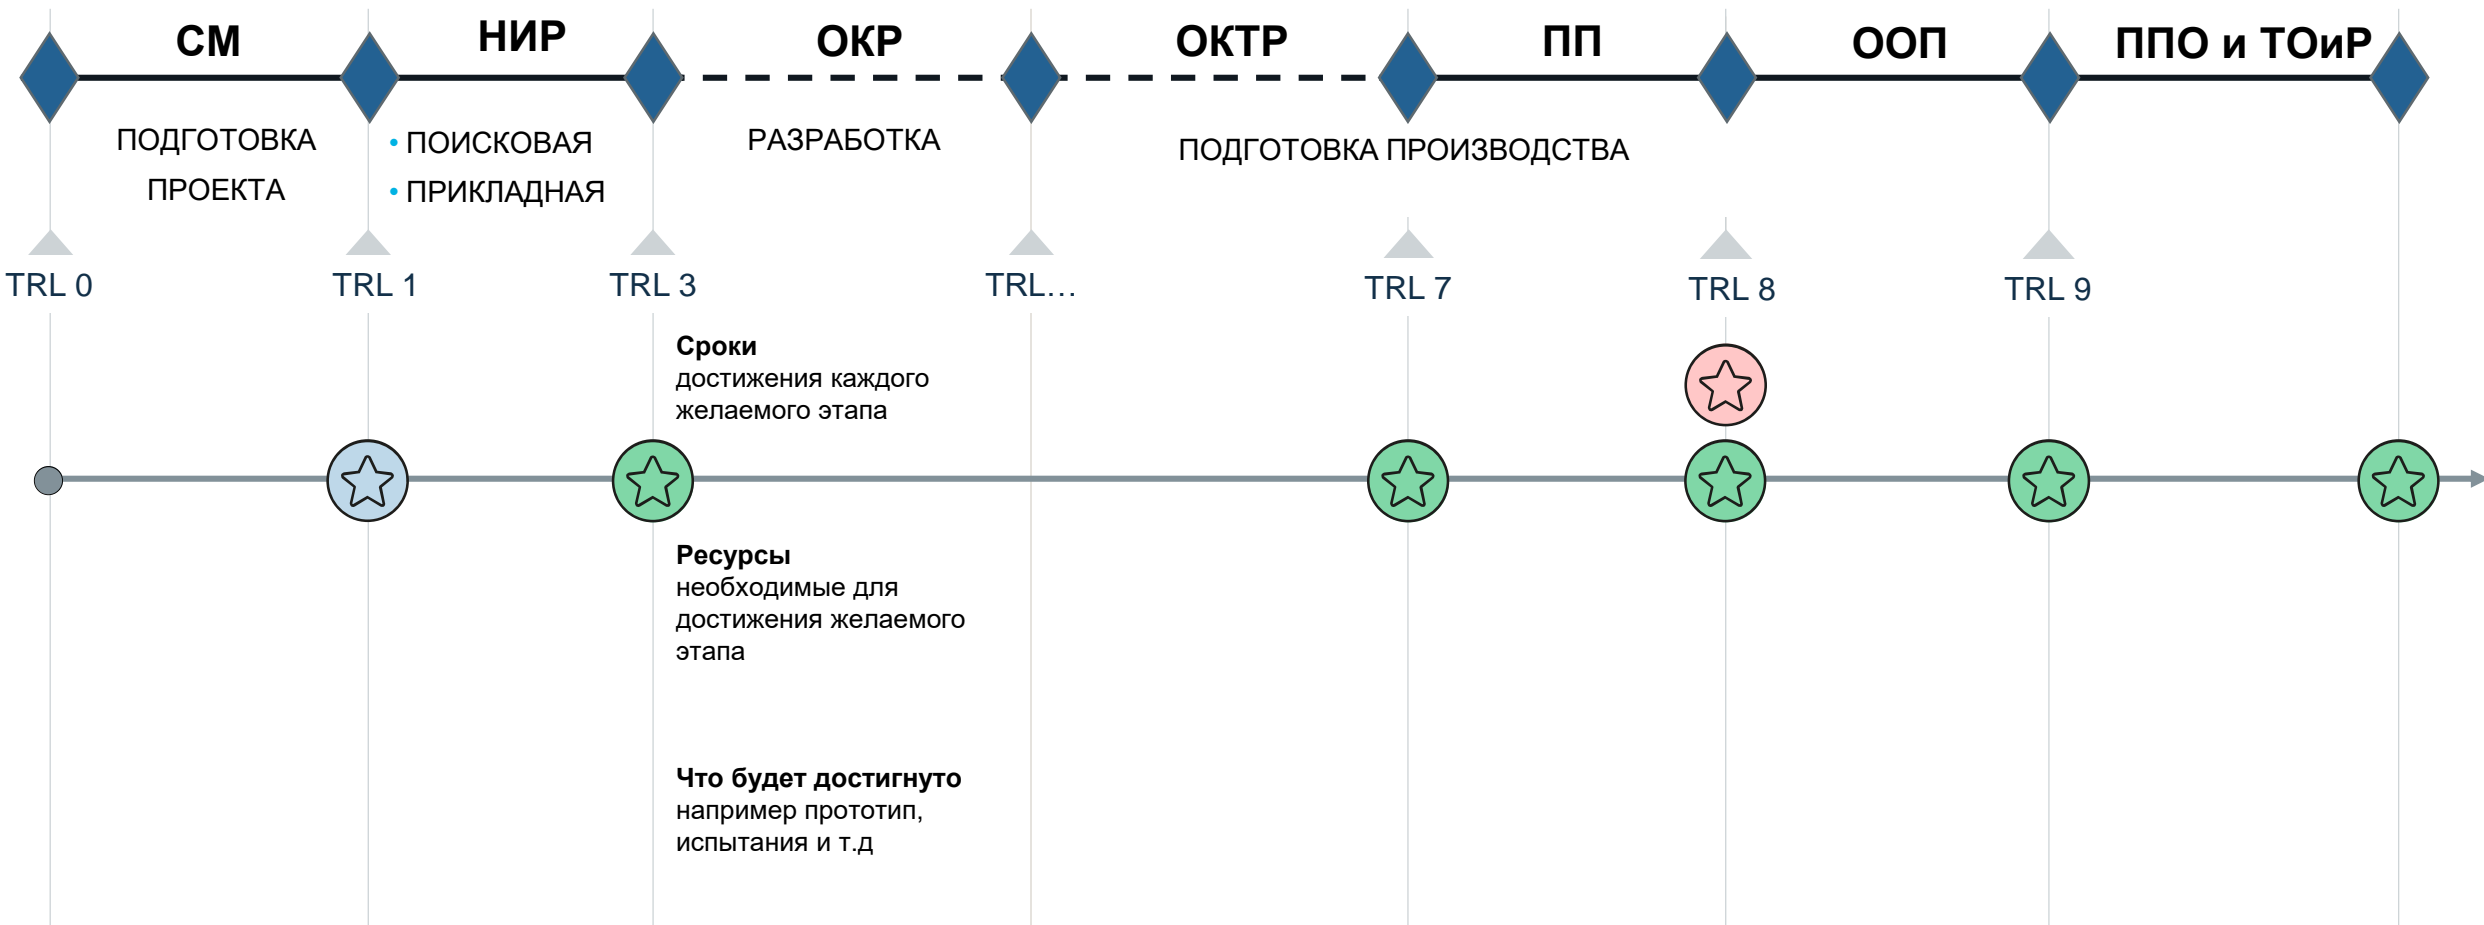 СМ
НИР
ОКР
ОКТР
ПП
ООП
ППО и ТОиР
ПОДГОТОВКА
ПРОЕКТА
• ПОИСКОВАЯ
• ПРИКЛАДНАЯ
РАЗРАБОТКА
ПОДГОТОВКА ПРОИЗВОДСТВА
TRL 0
TRL 1
TRL 3
TRL…
TRL 7
TRL 8
TRL 9
Сроки
достижения каждого
желаемого этапа
Ресурсы
необходимые для
достижения желаемого
этапа
Что будет достигнуто
например прототип,
испытания и т.д